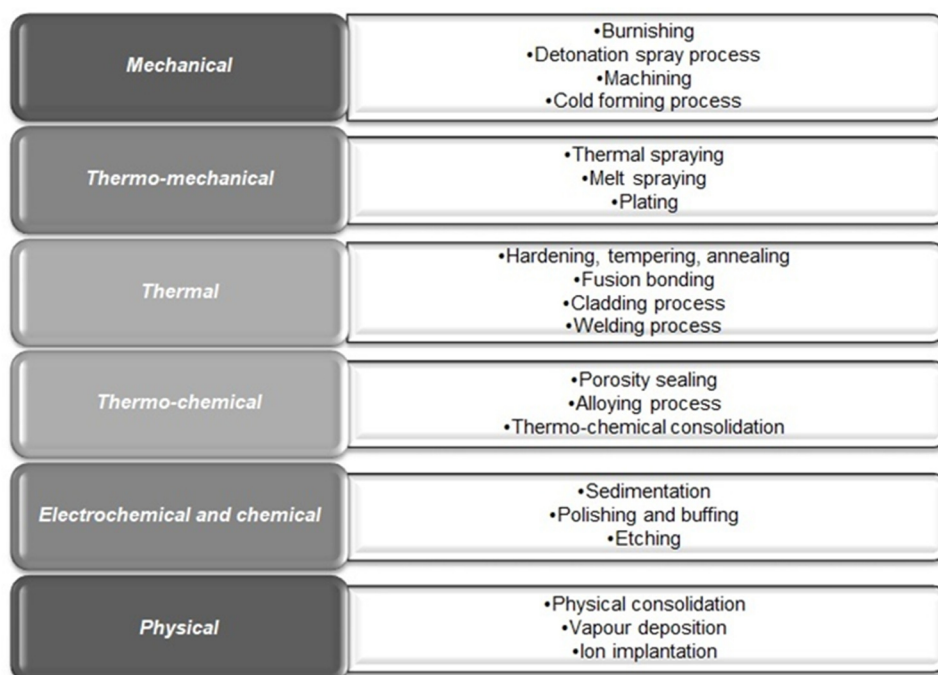 Mechanical
•Burnishing
•Detonation spray process
•Machining
•Cold forming process
Thermo-mechanical
•Thermal spraying
•Melt spraying
•Plating
Thermal
•Hardening, tempering, annealing
•Fusion bonding
•Cladding process
•Welding process
Thermo-chemical
•Porosity sealing
•Alloying process
•Thermo-chemical consolidation
Electrochemical and chemical
•Sedimentation
•Polishing and buffing
•Etching
Physical
•Physical consolidation
•Vapour deposition
•Ion implantation